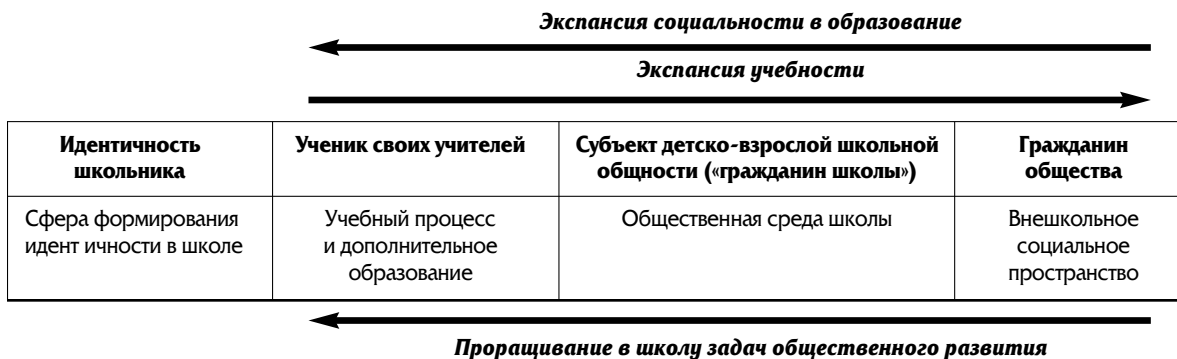 Экспансия социальности в образование
Экспансия учебности
Идентичность
школьника
Ученик своих учителей
Субъект детско-взрослой школьной
общности («гражданин школы»)
Гражданин
общества
Сфера формирования
идент ичности в школе
Учебный процесс
и дополнительное
образование
Общественная среда школы
Внешкольное
социальное
пространство
Проращивание в школу задач общественного развития